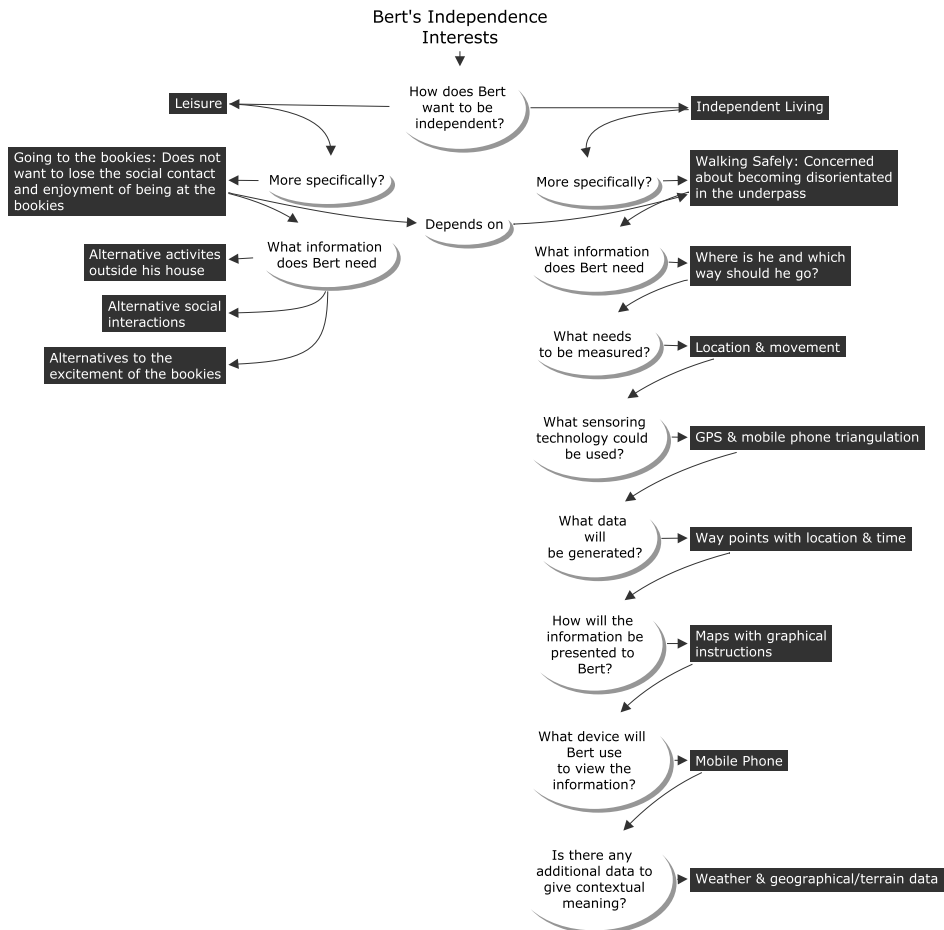 Bert's Independence
Interests
How does Bert
want to be
independent?
Leisure
Independent Living
Going to the bookies: Does not
want to lose the social contact
and enjoyment of being at the
bookies
More specifically?
More specifically?
Walking Safely: Concerned
about becoming disorientated
in the underpass
Depends on
Alternative activites
outside his house
What information
does Bert need
What information
does Bert need
Where is he and which
way should he go?
Alternative social
interactions
Alternatives to the
excitement of the bookies
What needs
to be measured?
Location & movement
What sensoring
technology could
be used?
GPS & mobile phone triangulation
What data
will
be generated?
Way points with location & time
How will the
information be
presented to
Bert?
Maps with graphical
instructions
What device will
Bert use
to view the
information?
Mobile Phone
Is there any
additional data to
give contextual
meaning?
Weather & geographical/terrain data